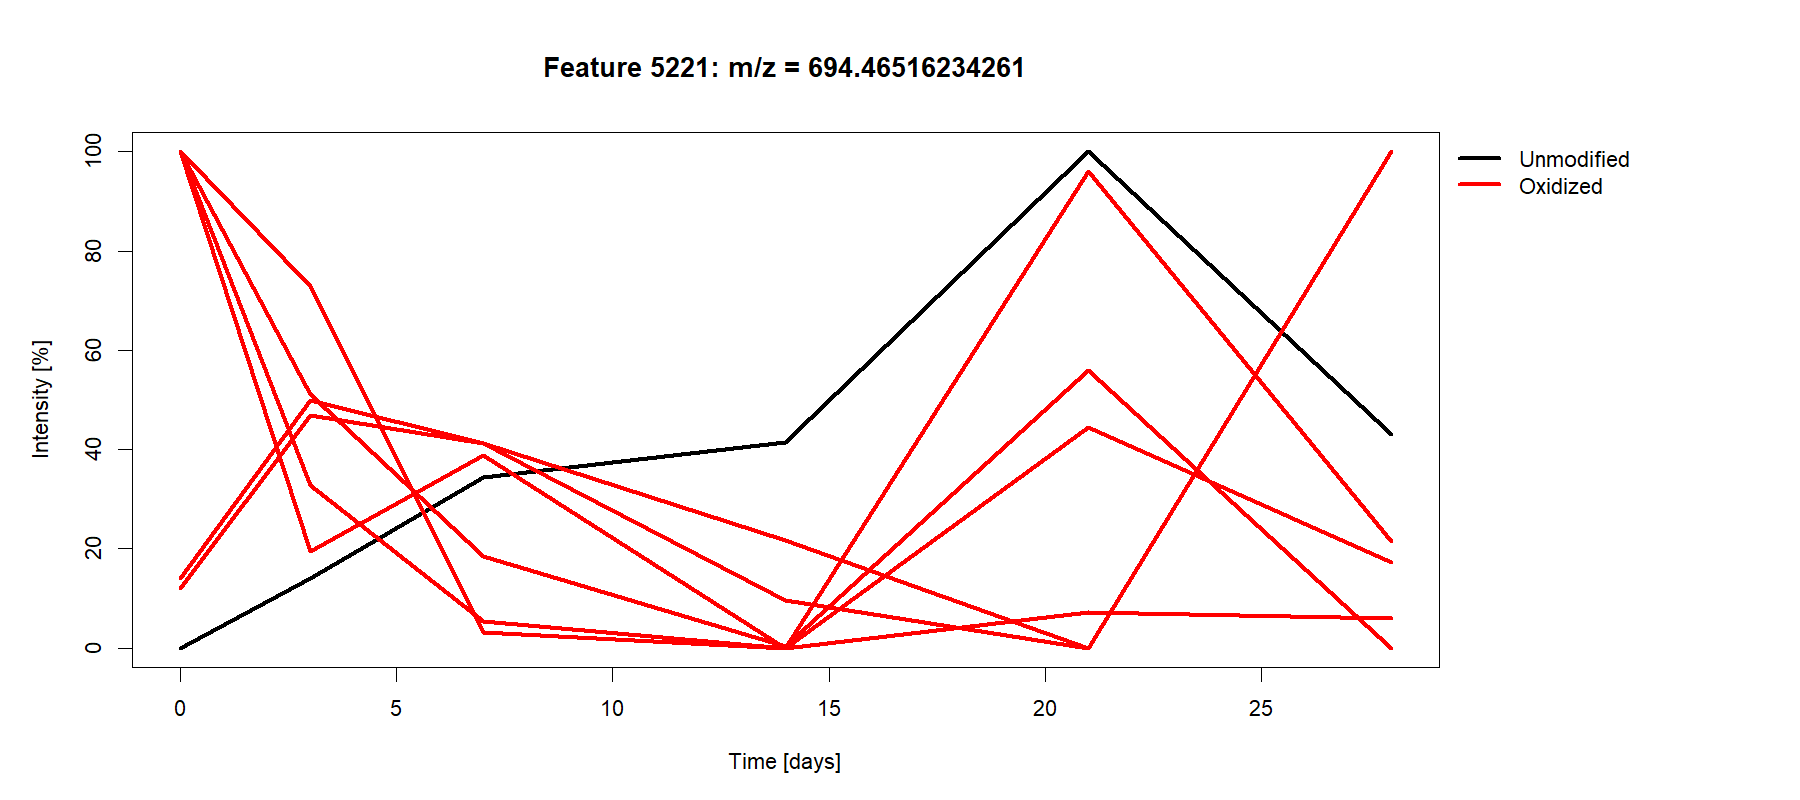 Feature 5221: m/z = 694.46516234261
Unmodified
Oxidized
Intensity [%]
100
80
60
40
20
0
0 5 10 15 20 25
Time [days]